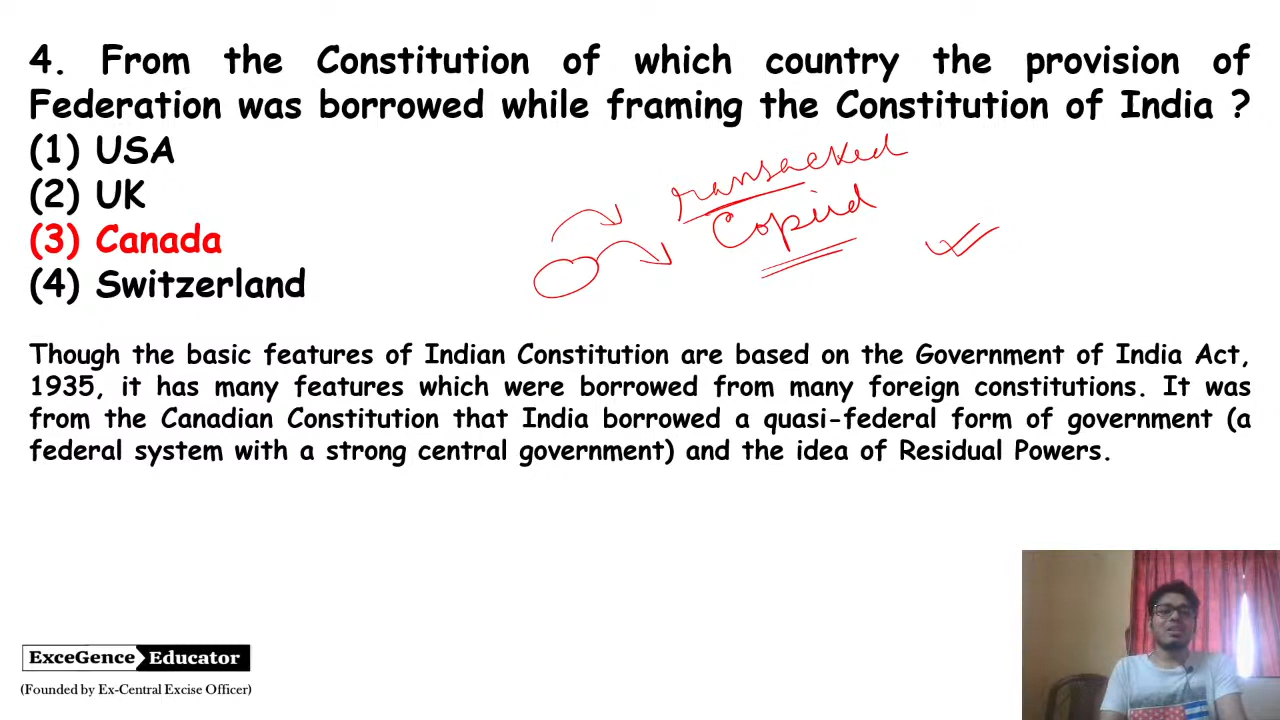 4. From the Constitution of which country the provision of
Federation was borrowed while framing the Constitution of India ?
(1) USA
(2) UK
(3) Canada
(4) Switzerland
ransacked
Copied
Though the basic features of Indian Constitution are based on the Government of India Act,
1935, it has many features which were borrowed from many foreign constitutions. It was
from the Canadian Constitution that India borrowed a quasi-federal form of government (a
federal system with a strong central government) and the idea of Residual Powers.
ExceGence Educator
(Founded by Ex-Central Excise Officer)